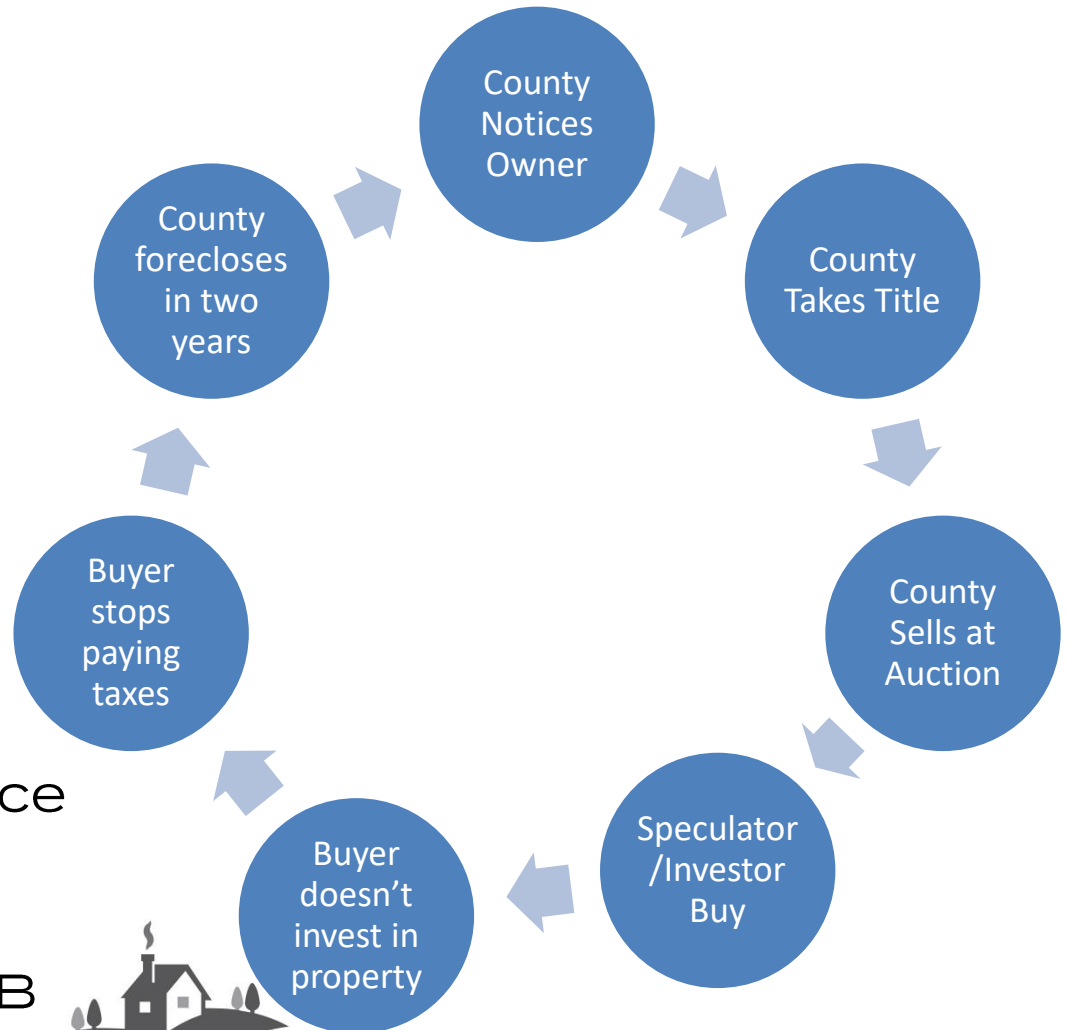 County
Notices
Owner
County
Takes Title
County
Sells at
Auction
Speculator
/Investor
Buy
Buyer
doesn’t
invest in
property
Buyer
stops
paying
taxes
County
forecloses
in two
years
ce
B